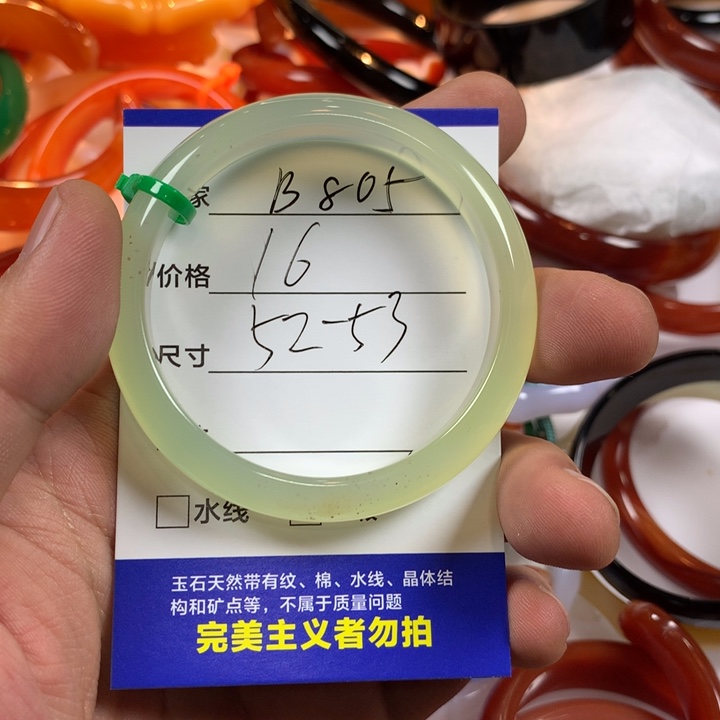 家 B805
价格 16
尺寸 52-53
水线
玉石天然带有纹、棉、水线、晶体结
构和矿点等，不属于质量问题
完美主义者勿拍